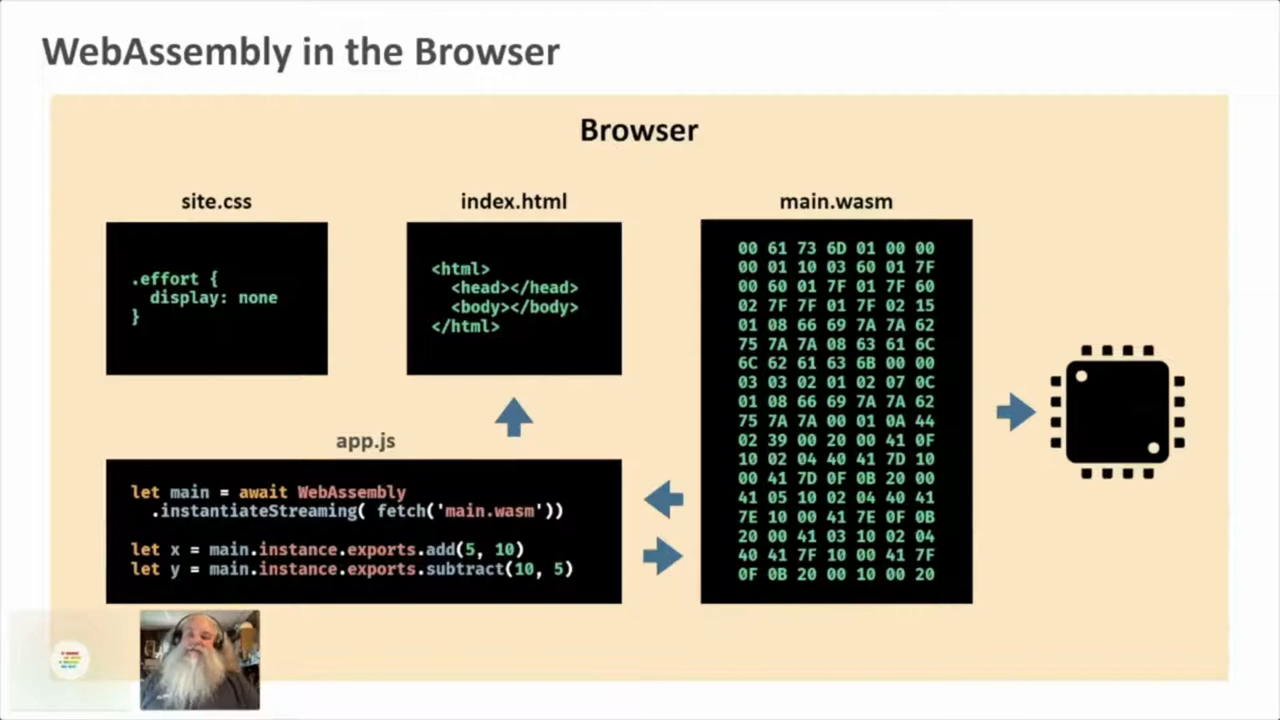 WebAssembly in the Browser
Browser
site.css
.effort {
  display: none
}
index.html
<html>
  <head></head>
  <body></body>
</html>
main.wasm
00 61 73 6D 01 00 00
00 01 10 03 60 01 7F
00 60 01 7F 01 7F 60
02 7F 7F 01 7F 02 15
01 08 66 69 7A 7A 62
75 7A 7A 08 63 61 6C
6C 62 61 63 6B 00 00
03 03 02 01 02 07 0C
01 08 66 69 7A 7A 62
75 7A 7A 00 01 0A 44
02 39 00 20 00 41 0F
10 02 04 40 41 7D 10
00 41 7D 0F 0B 20 00
41 05 10 02 04 40 41
7E 10 00 41 7E 0F 0B
20 00 41 03 10 02 04
40 41 7F 10 00 41 7F
0F 0B 20 00 10 00 20
app.js
let main = await WebAssembly
  .instantiateStreaming( fetch('main.wasm'))
let x = main.instance.exports.add(5, 10)
let y = main.instance.exports.subtract(10, 5)